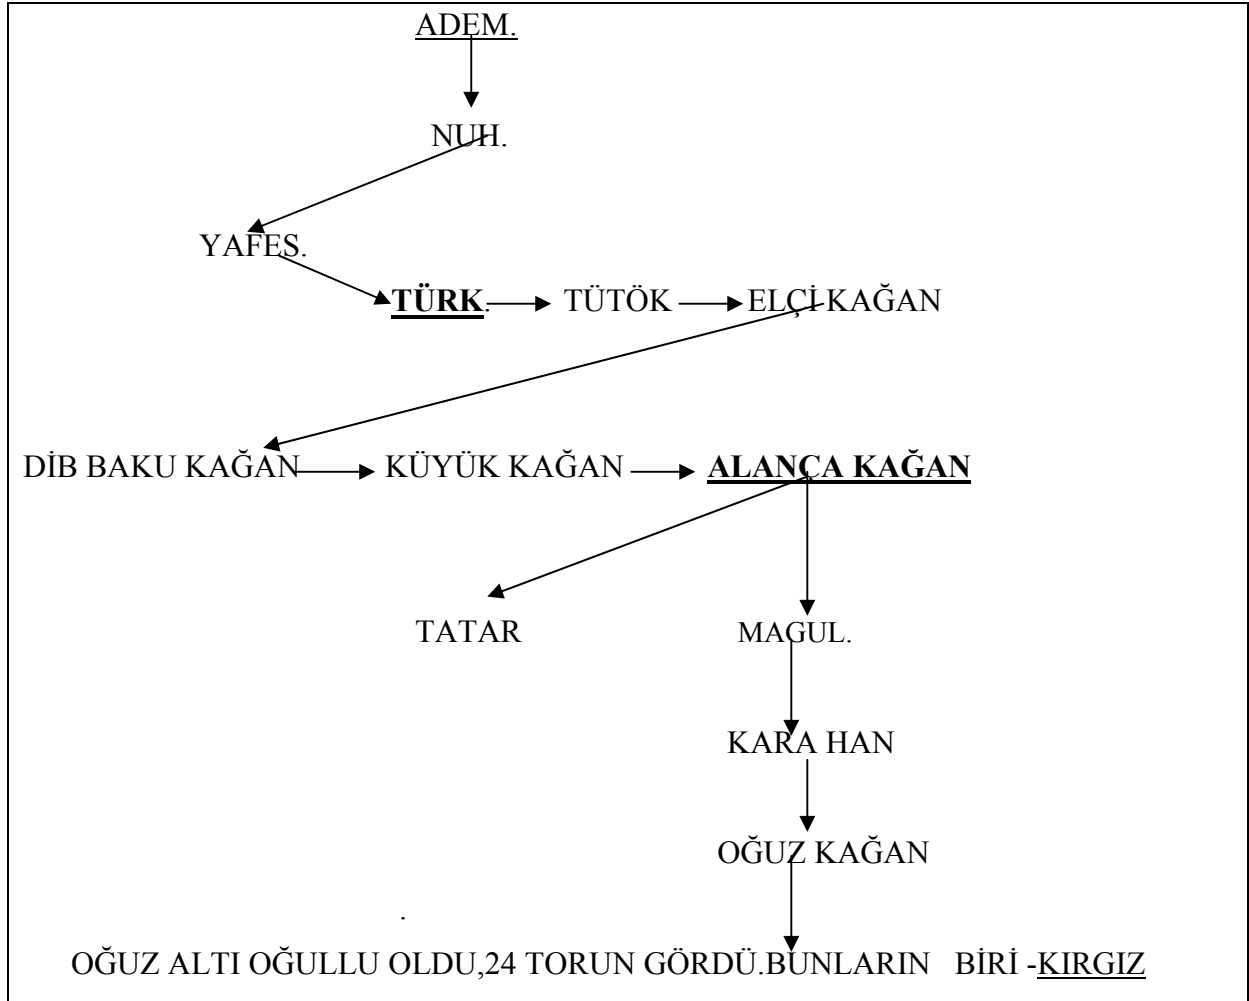 ADEM.
NUH.
YAFES.
TÜRK. TÜTÖK ELÇİ KAĞAN
DİB BAKU KAĞAN KÜYÜK KAĞAN ALANÇA KAĞAN
TATAR MAGUL.
KARA HAN
OĞUZ KAĞAN
.
OĞUZ ALTI OĞULLU OLDU,24 TORUN GÖRDÜ.BUNLARIN BİRİ -KIRGIZ